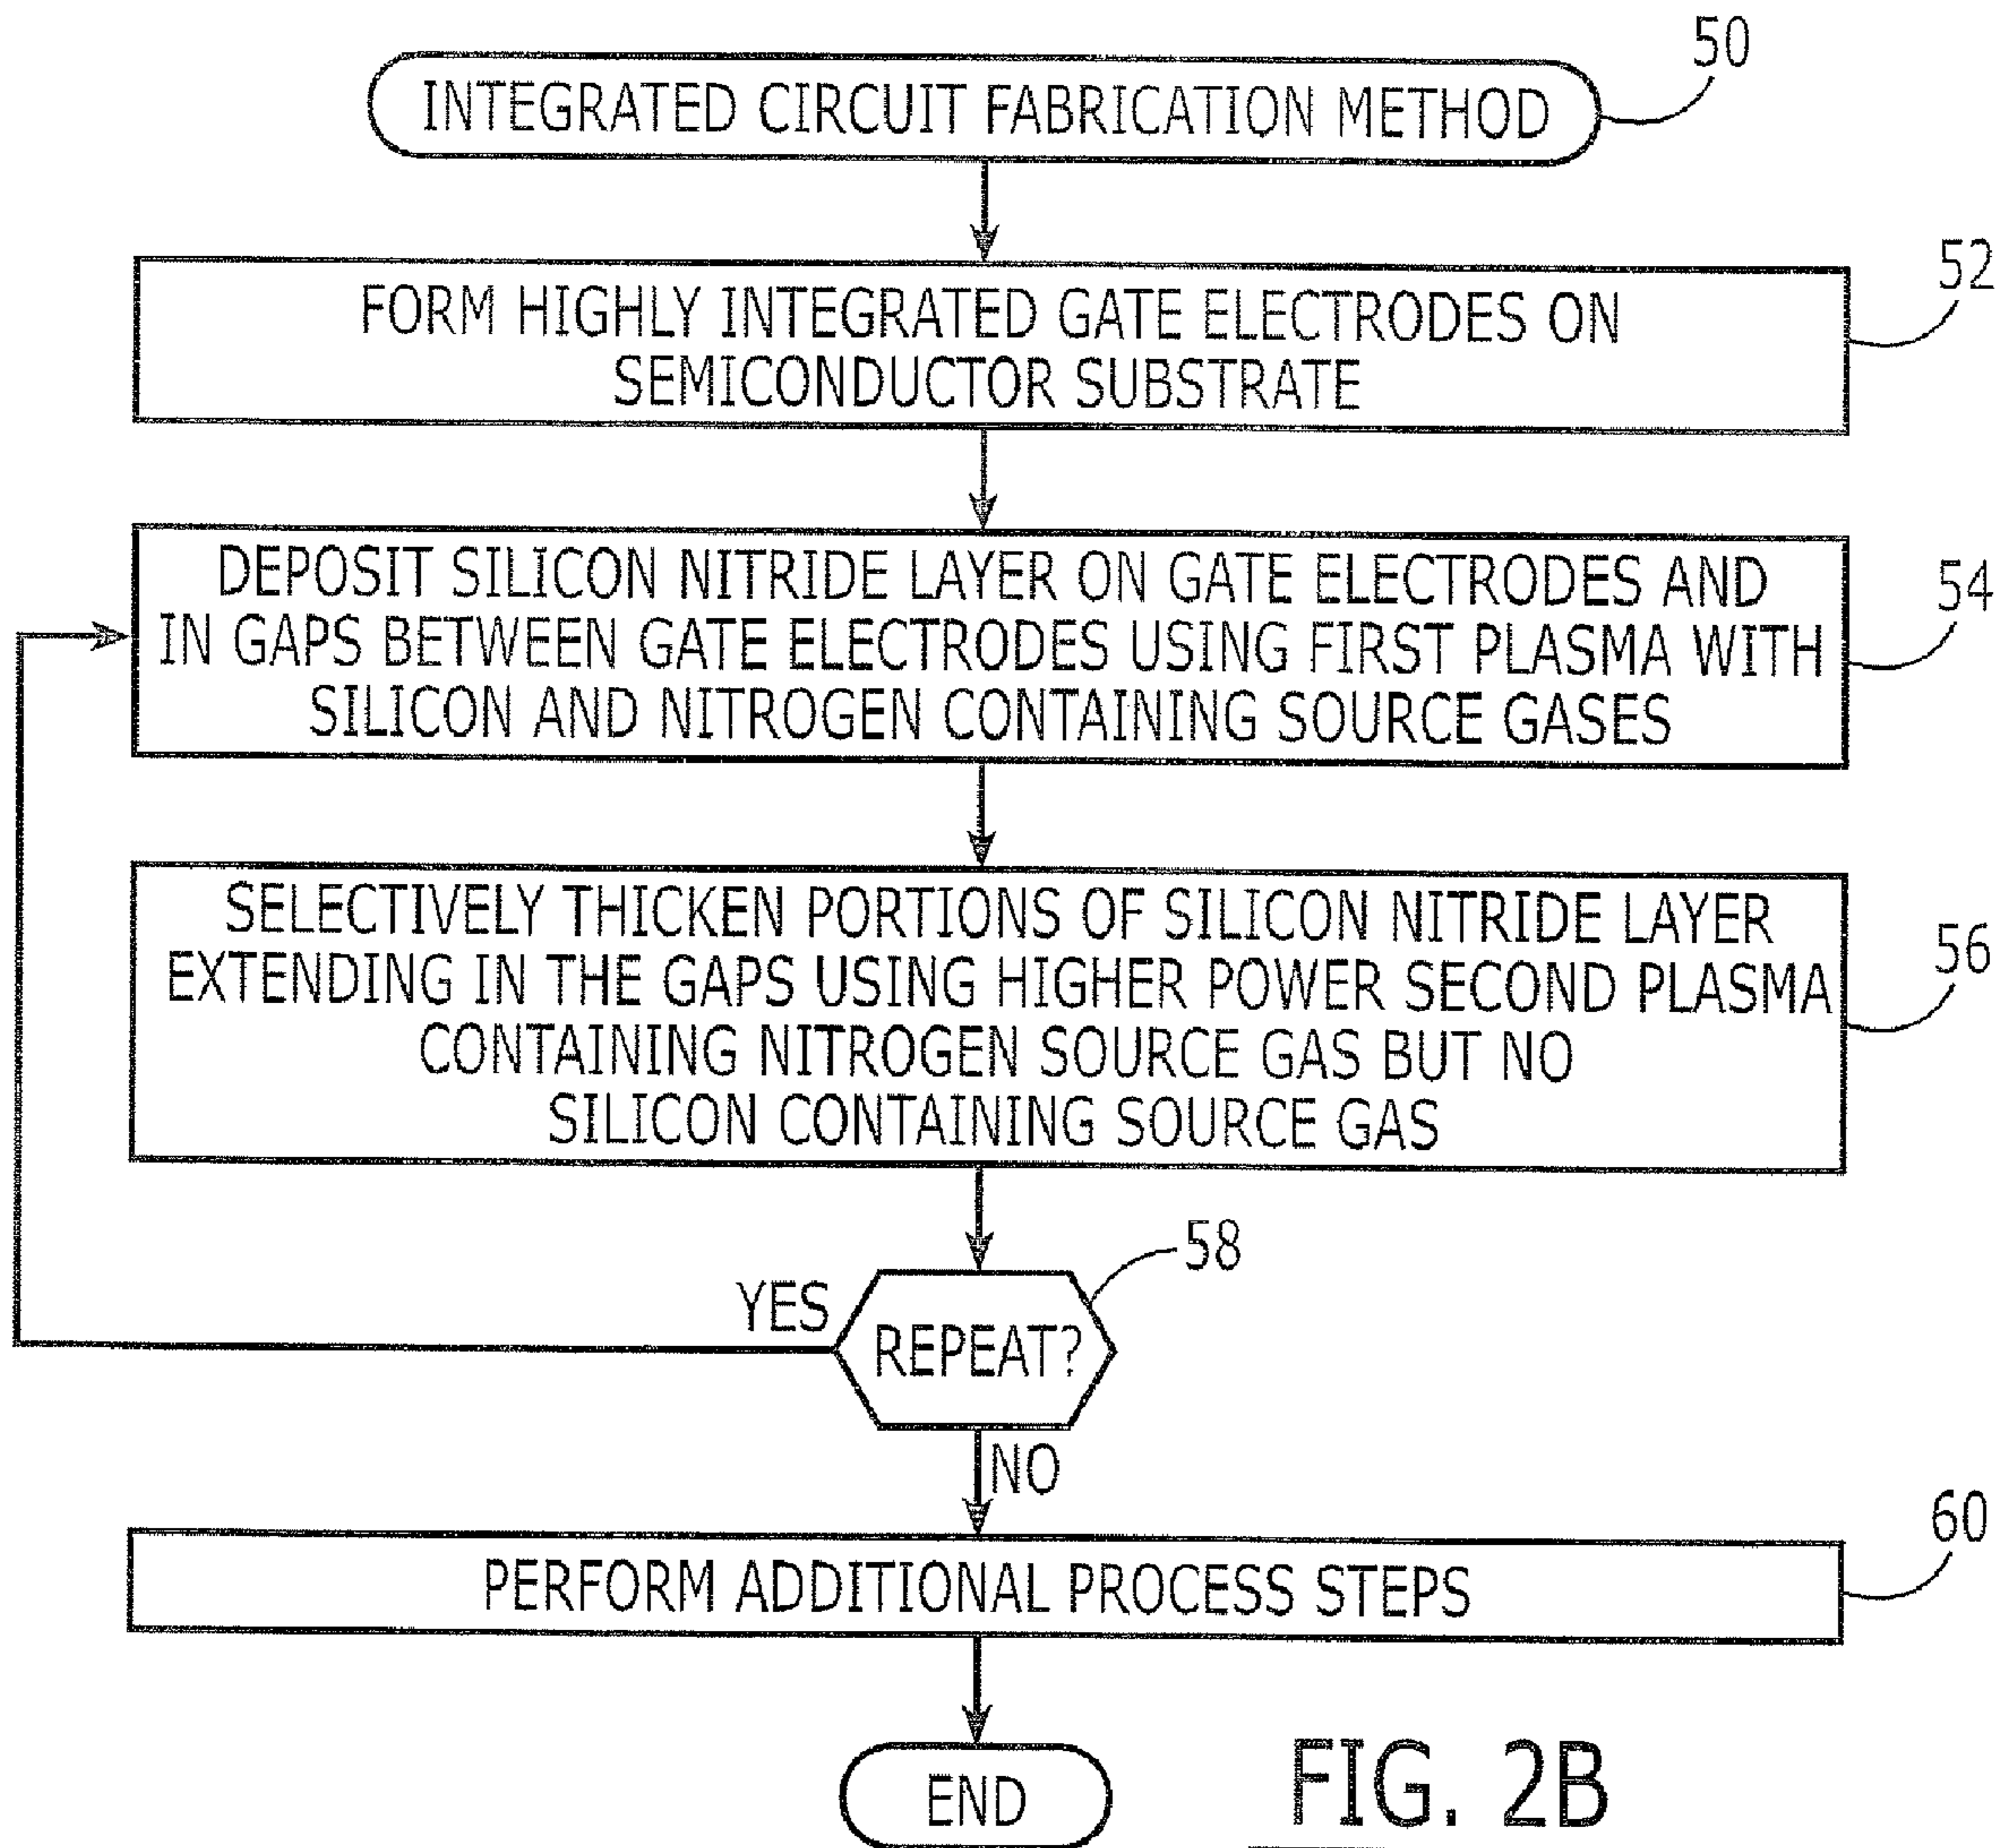 50
INTEGRATED CIRCUIT FABRICATION METHOD
52
FORM HIGHLY INTEGRATED GATE ELECTRODES ON
SEMICONDUCTOR SUBSTRATE
54
DEPOSIT SILICON NITRIDE LAYER ON GATE ELECTRODES AND
IN GAPS BETWEEN GATE ELECTRODES USING FIRST PLASMA WITH
SILICON AND NITROGEN CONTAINING SOURCE GASES
56
SELECTIVELY THICKEN PORTIONS OF SILICON NITRIDE LAYER
EXTENDING IN THE GAPS USING HIGHER POWER SECOND PLASMA
CONTAINING NITROGEN SOURCE GAS BUT NO
SILICON CONTAINING SOURCE GAS
58
YES
REPEAT?
NO
60
PERFORM ADDITIONAL PROCESS STEPS
END
FIG. 2B